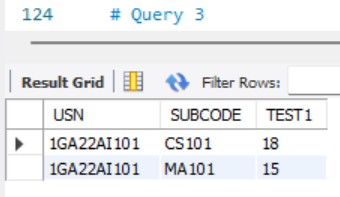 124 # Query 3
Result Grid Filter Rows:
USN SUBCODE TEST1
1GA22AI101 CS101 18
1GA22AI101 MA101 15